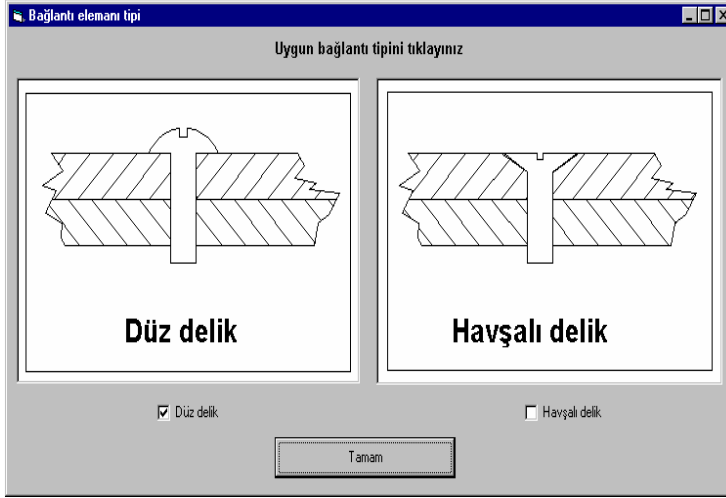 Bağlantı elemanı tipi
Uygun bağlantı tipini tıklayınız
Düz delik
Havşalı delik
Düz delik
Havşalı delik
Tamam